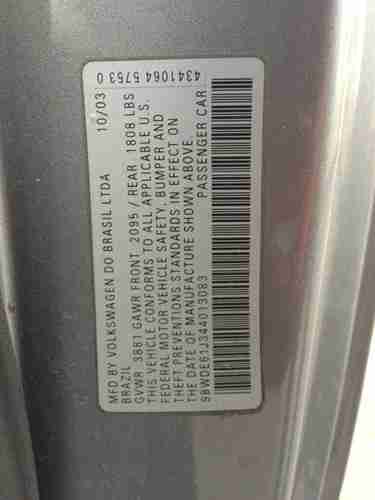 MFD BY VOLKSWAGEN DO BRASIL LTDA
BRAZIL 10/03
GVWR 3881 GAWR FRONT 2095 / REAR 1808 LBS
THIS VEHICLE CONFORMS TO ALL APPLICABLE U.S.
FEDERAL MOTOR VEHICLE SAFETY, BUMPER AND
THEFT PREVENTIONS STANDARDS IN EFFECT ON
THE DATE OF MANUFACTURE SHOWN ABOVE.
9BWDE61J344013083 PASSENGER CAR
4341064 5753 0